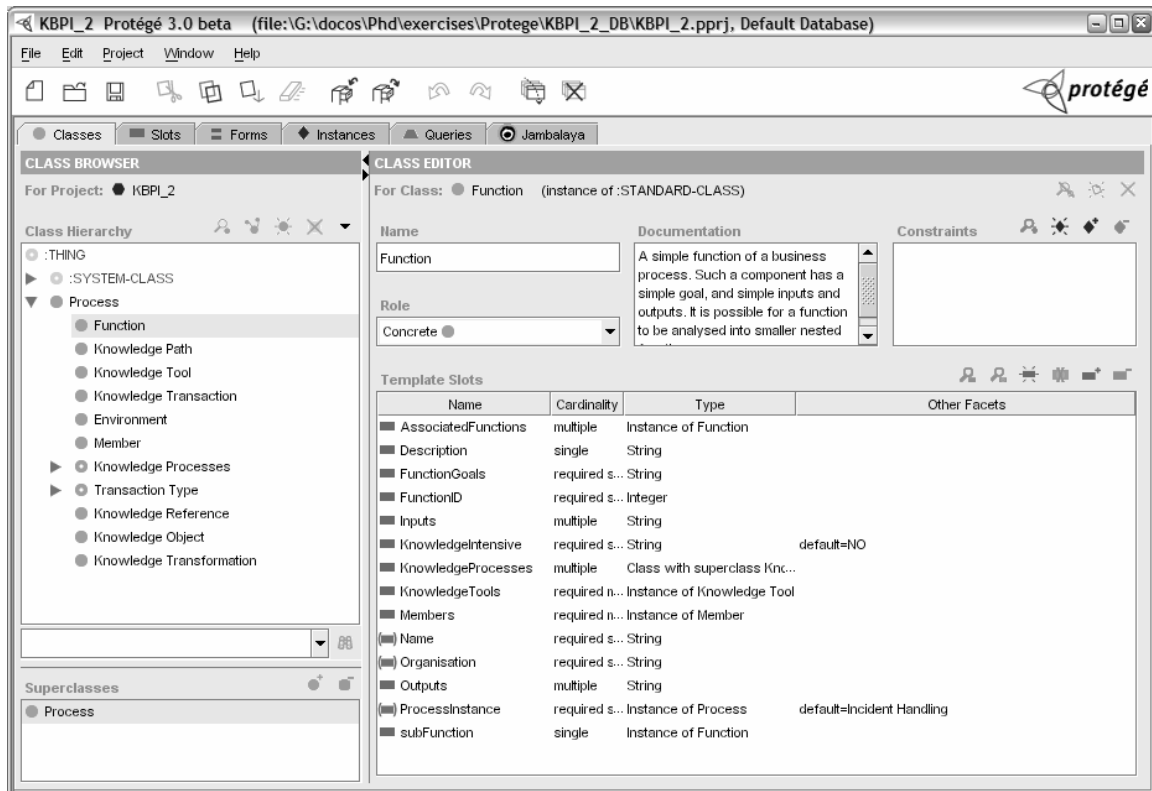 KBPI_2 Protégé 3.0 beta (file:\G:\docos\Phd\exercises\Protege\KBPI_2_DB\KBPI_2.pprj, Default Database)
File Edit Project Window Help
protégé
Classes Slots Forms Instances Queries Jambalaya
CLASS BROWSER
For Project: KBPI_2
Class Hierarchy
:THING
:SYSTEM-CLASS
Process
Function
Knowledge Path
Knowledge Tool
Knowledge Transaction
Environment
Member
Knowledge Processes
Transaction Type
Knowledge Reference
Knowledge Object
Knowledge Transformation
Superclasses
Process
CLASS EDITOR
For Class: Function (instance of :STANDARD-CLASS)
Name
Function
Role
Concrete
Documentation
A simple function of a business
process. Such a component has a
simple goal, and simple inputs and
outputs. It is possible for a function
to be analysed into smaller nested
Constraints
Template Slots
Name Cardinality Type Other Facets
AssociatedFunctions multiple Instance of Function
Description single String
FunctionGoals required s... String
FunctionID required s... Integer
Inputs multiple String
KnowledgeIntensive required s... String default=NO
KnowledgeProcesses multiple Class with superclass Knc...
KnowledgeTools required n... Instance of Knowledge Tool
Members required n... Instance of Member
Name required s... String
Organisation required s... String
Outputs multiple String
ProcessInstance required s... Instance of Process default=Incident Handling
subFunction single Instance of Function